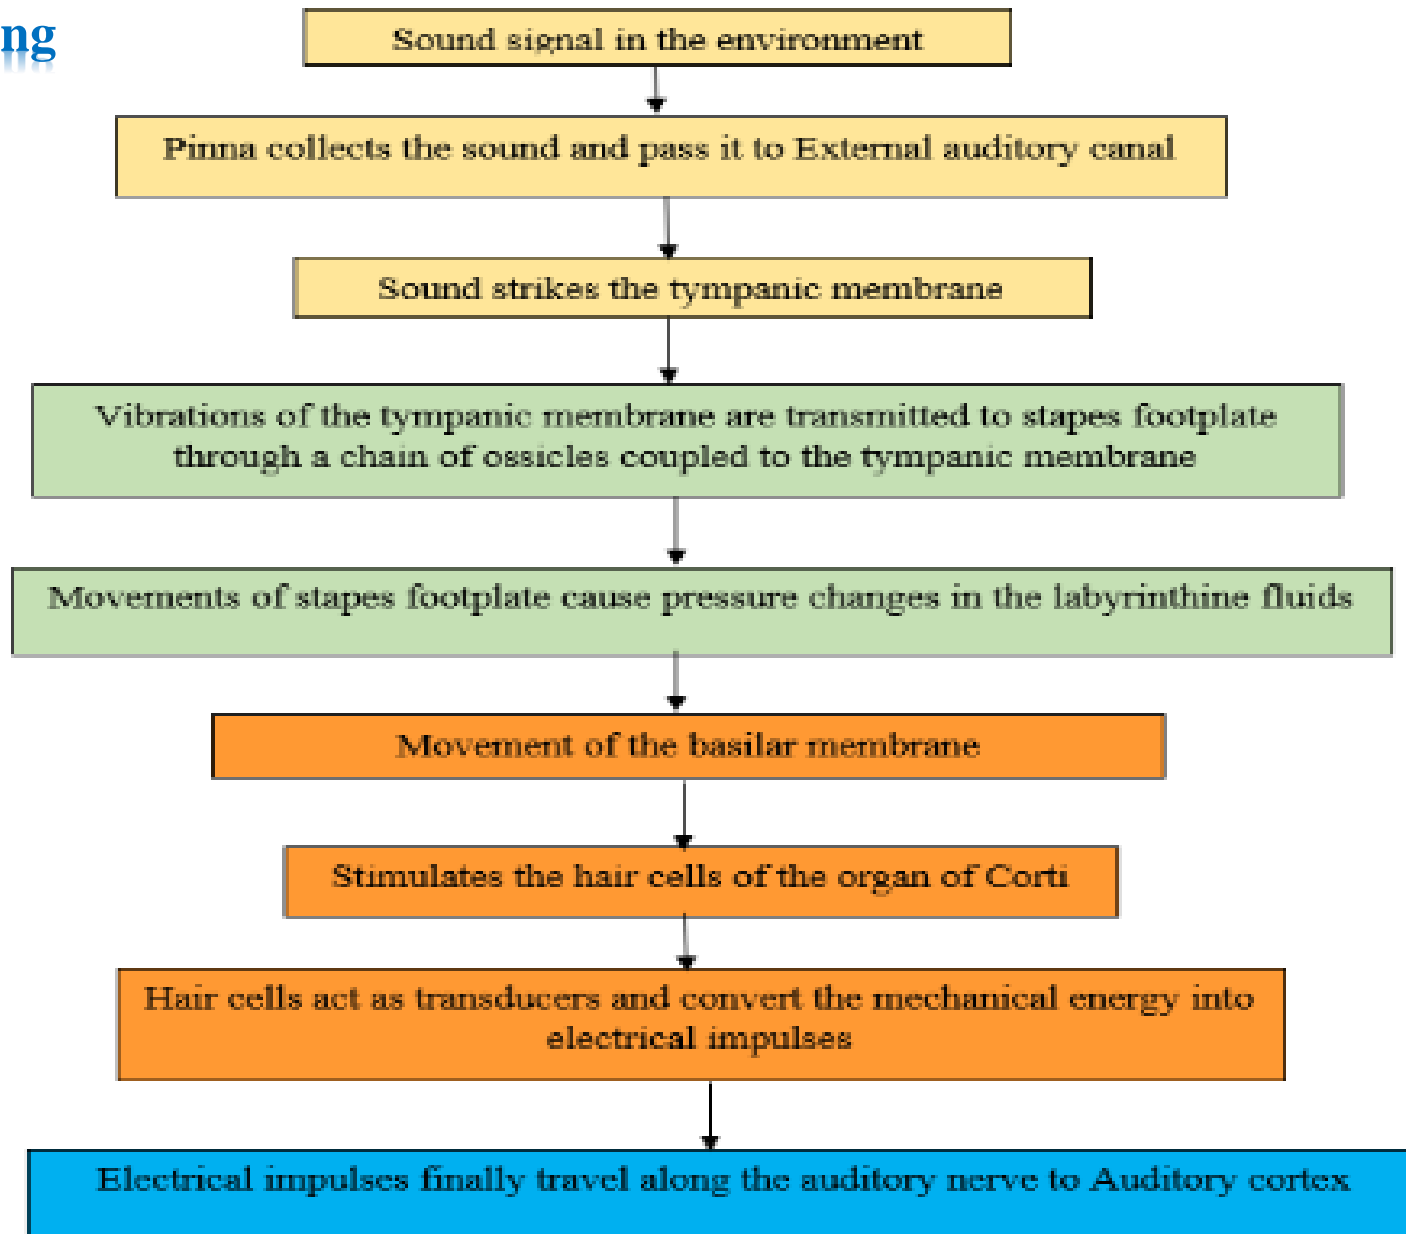 ng
Sound signal in the environment
Pinna collects the sound and pass it to External auditory canal
Sound strikes the tympanic membrane
Vibrations of the tympanic membrane are transmitted to stapes footplate
through a chain of ossicles coupled to the tympanic membrane
Movements of stapes footplate cause pressure changes in the labyrinthine fluids
Movement of the basilar membrane
Stimulates the hair cells of the organ of Corti
Hair cells act as transducers and convert the mechanical energy into
electrical impulses
Electrical impulses finally travel along the auditory nerve to Auditory cortex